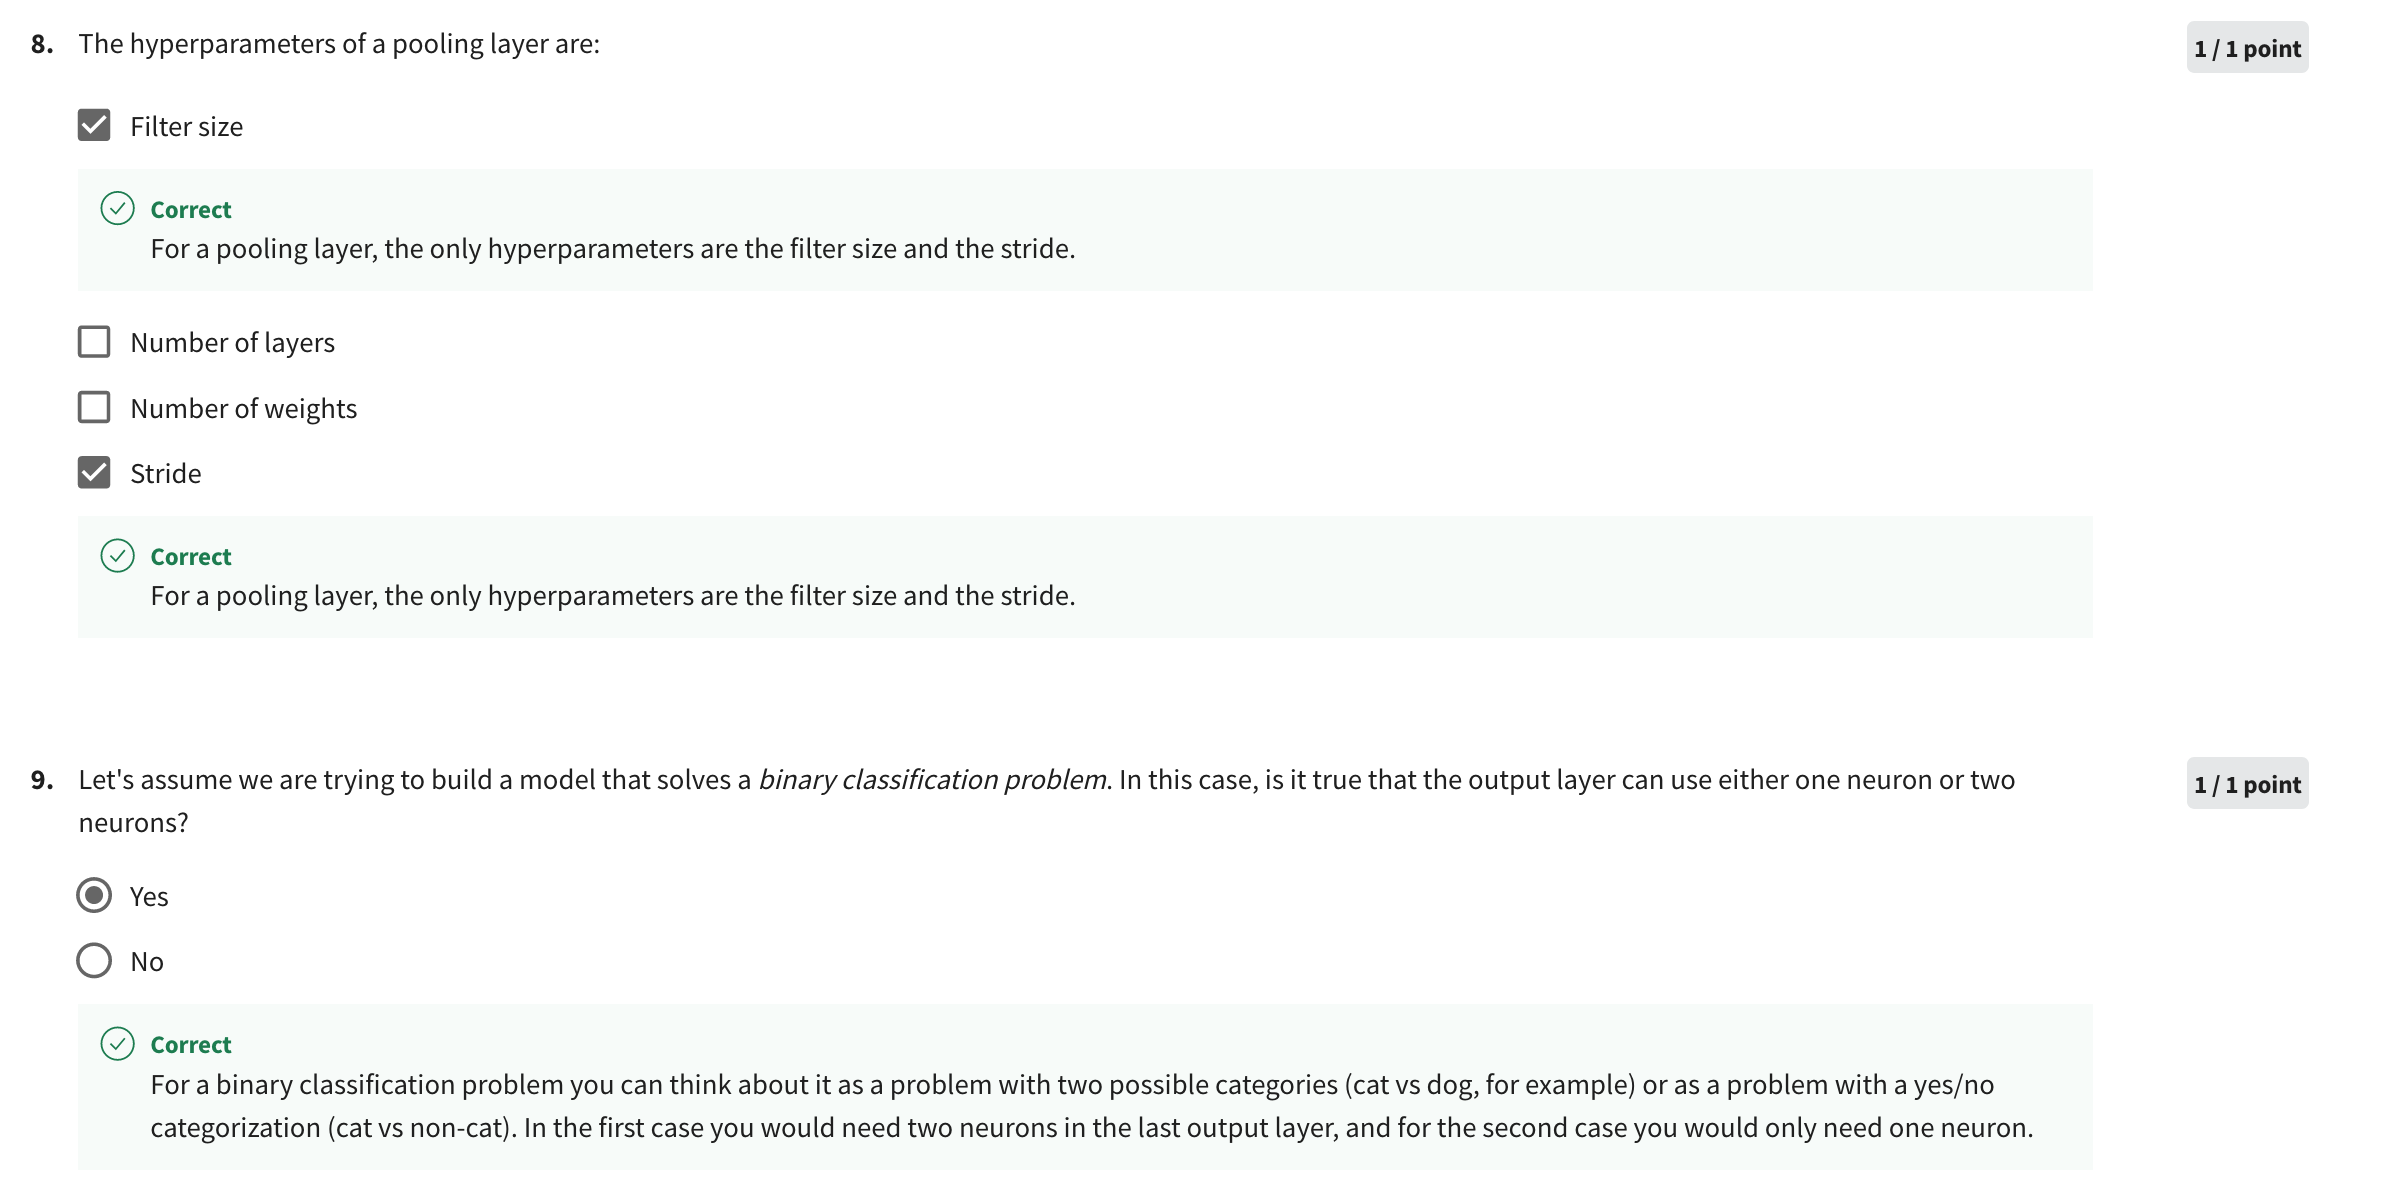 8. The hyperparameters of a pooling layer are:
1 / 1 point
Filter size
Correct
For a pooling layer, the only hyperparameters are the filter size and the stride.
Number of layers
Number of weights
Stride
Correct
For a pooling layer, the only hyperparameters are the filter size and the stride.
9. Let's assume we are trying to build a model that solves a binary classification problem. In this case, is it true that the output layer can use either one neuron or two
neurons?
1 / 1 point
Yes
No
Correct
For a binary classification problem you can think about it as a problem with two possible categories (cat vs dog, for example) or as a problem with a yes/no
categorization (cat vs non-cat). In the first case you would need two neurons in the last output layer, and for the second case you would only need one neuron.